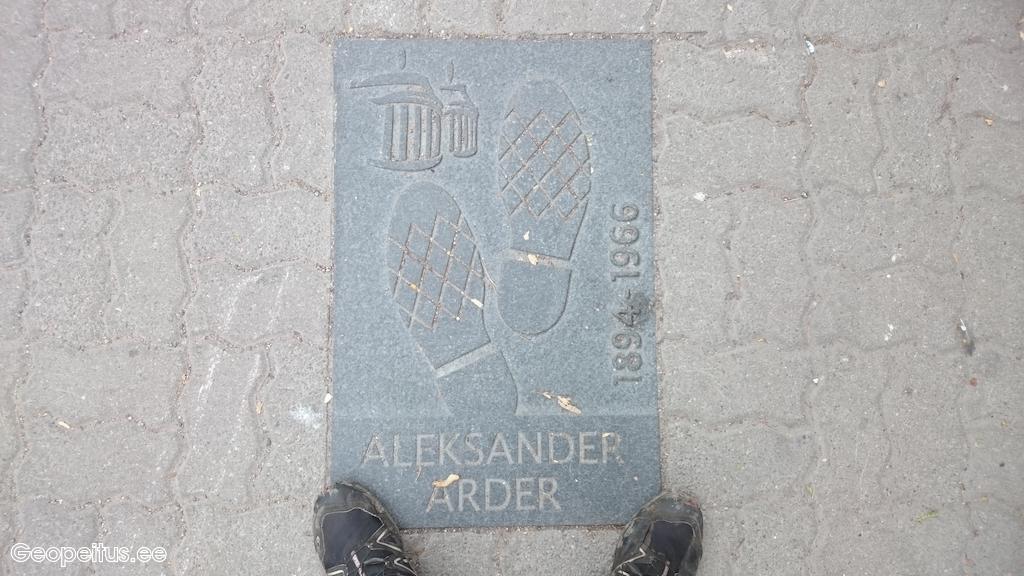 1894-1966
ALEKSANDER
ARDER
Geopeitus.ee